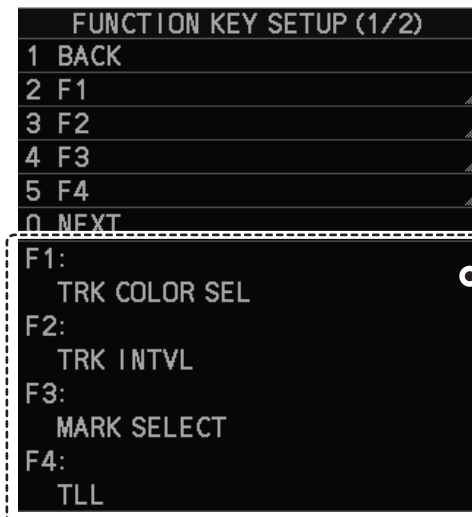 FUNCTION KEY SETUP (1/2)
1 BACK
2 F1
3 F2
4 F3
5 F4
0 NEXT
F1:
TRK COLOR SEL
F2:
TRK INTVL
F3:
MARK SELECT
F4:
TLL